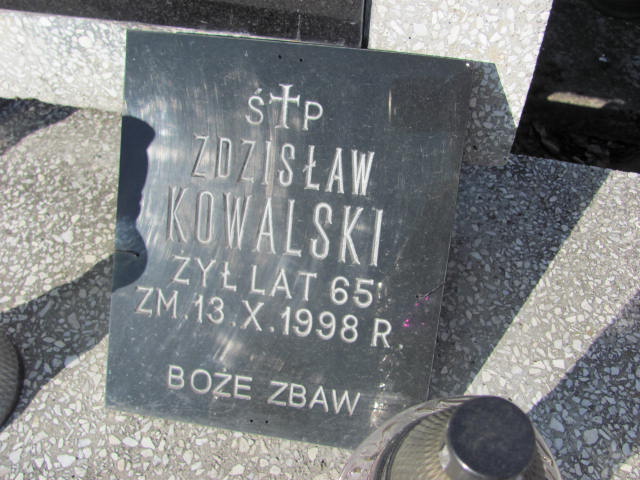 Ś✝P
ZDZISŁAW
KOWALSKI
ŻYŁ LAT 65
ZM.13.X.1998 R.
BOŻE ZBAW